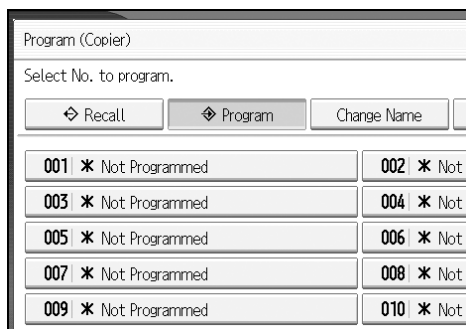 Program (Copier)
Select No. to program.
Recall Program Change Name
001 * Not Programmed 002 * Not
003 * Not Programmed 004 * Not
005 * Not Programmed 006 * Not
007 * Not Programmed 008 * Not
009 * Not Programmed 010 * Not